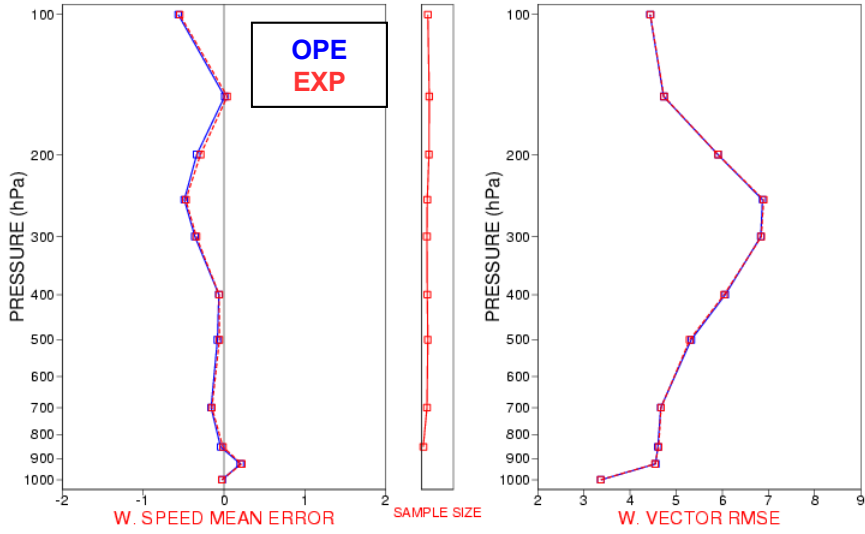 100
200
300
400
500
600
700
800
900
1000
PRESSURE (hPa)
-2 -1 0 1 2
W. SPEED MEAN ERROR
OPE
EXP
SAMPLE SIZE
100
200
300
400
500
600
700
800
900
1000
PRESSURE (hPa)
2 3 4 5 6 7 8 9
W. VECTOR RMSE